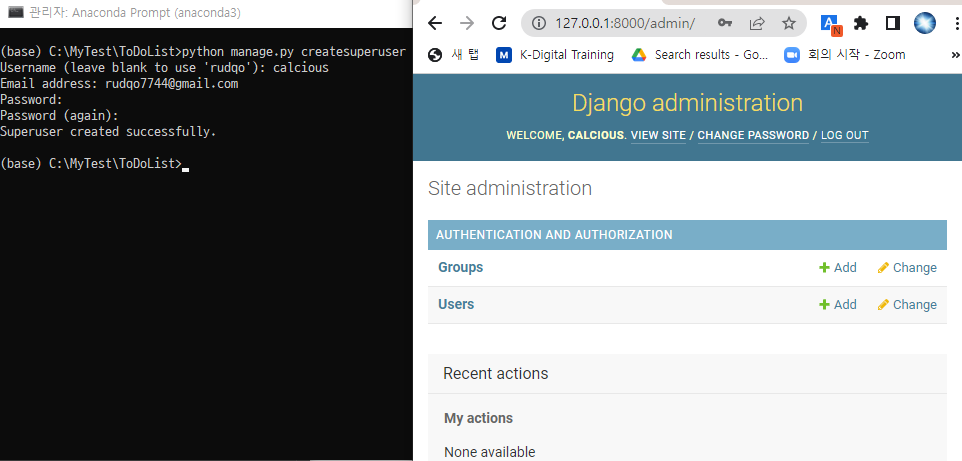 관리자: Anaconda Prompt (anaconda3)
(base) C:\MyTest\ToDoList>python manage.py createsuperuser
Username (leave blank to use 'rudqo'): calcious
Email address: rudqo7744@gmail.com
Password:
Password (again):
Superuser created successfully.
(base) C:\MyTest\ToDoList>
127.0.0.1:8000/admin/
A
N
새 탭
M
K-Digital Training
Search results - Go...
회의 시작 - Zoom
»
Django administration
WELCOME, CALCIOUS. VIEW SITE / CHANGE PASSWORD / LOG OUT
Site administration
AUTHENTICATION AND AUTHORIZATION
Groups + Add Change
Users + Add Change
Recent actions
My actions
None available